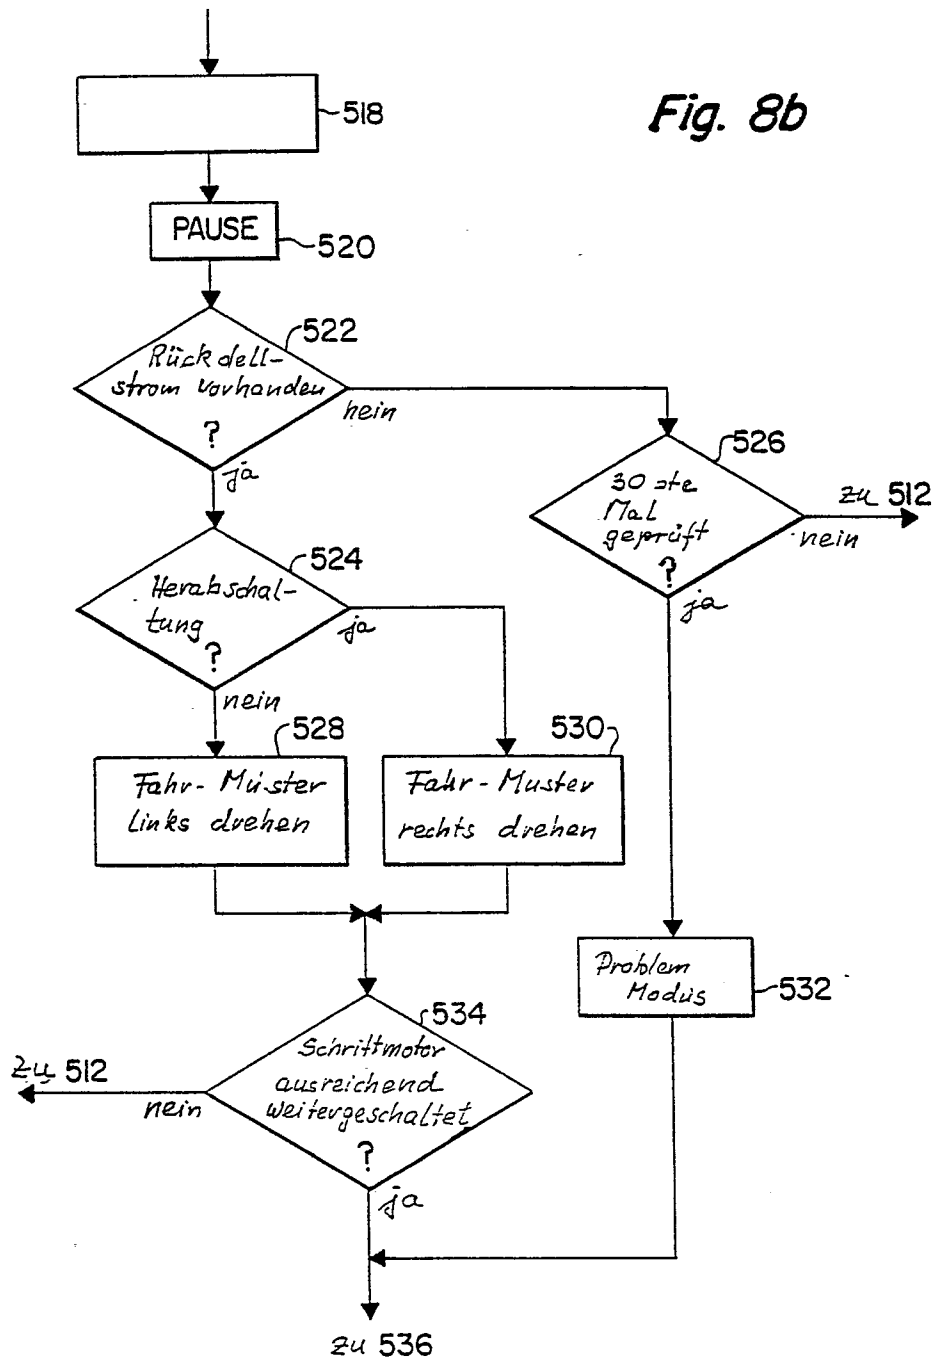 Fig. 8b
518
PAUSE
520
522
Rückdell-
strom vorhanden
?
hein
ja
526
30 ste
Mal
geprüft
?
zu 512
nein
ja
524
Herabschal-
tung
?
ja
nein
528
Fahr-Muster
links drehen
530
Fahr-Muster
rechts drehen
Problem
Modus
532
534
Schrittmotor
ausreichend
weitergeschaltet
?
zu 512
nein
ja
zu 536